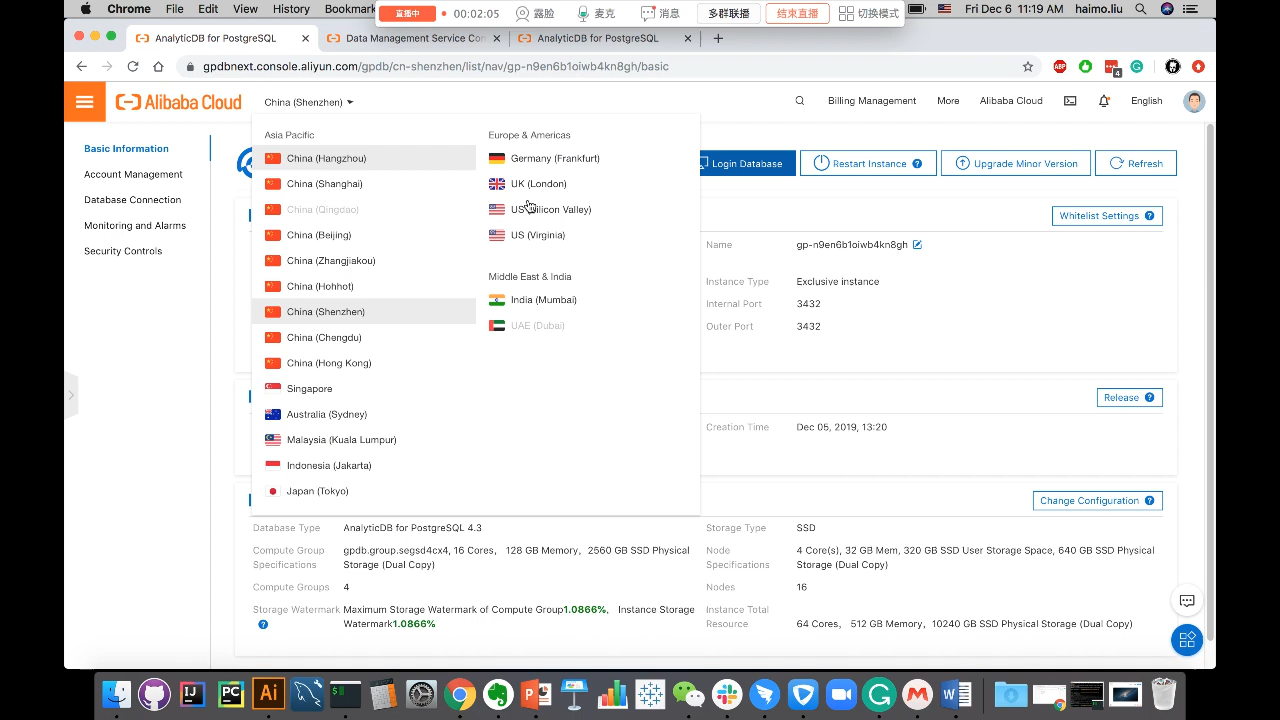 Chrome File Edit View History Bookmar
直播中 00:02:05 露脸 麦克 消息 多群联播 结束直播 切换模式
Fri Dec 6 11:19 AM haimo.ku
AnalyticDB for PostgreSQL
Data Management Service Con
AnalyticDB for PostgreSQL
gpdbnext.console.aliyun.com/gpdb/cn-shenzhen/list/nav/gp-n9en6b1oiwb4kn8gh/basic
ABP 4
Alibaba Cloud
China (Shenzhen)
Billing Management More Alibaba Cloud English
Basic Information
Account Management
Database Connection
Monitoring and Alarms
Security Controls
Asia Pacific
China (Hangzhou)
China (Shanghai)
China (Qingdao)
China (Beijing)
China (Zhangjiakou)
China (Hohhot)
China (Shenzhen)
China (Chengdu)
China (Hong Kong)
Singapore
Australia (Sydney)
Malaysia (Kuala Lumpur)
Indonesia (Jakarta)
Japan (Tokyo)
Europe & Americas
Germany (Frankfurt)
UK (London)
US (Silicon Valley)
US (Virginia)
Middle East & India
India (Mumbai)
UAE (Dubai)
Login Database Restart Instance ? Upgrade Minor Version Refresh
Whitelist Settings ?
Name gp-n9en6b1oiwb4kn8gh
Instance Type Exclusive instance
Internal Port 3432
Outer Port 3432
Release ?
Creation Time Dec 05, 2019, 13:20
Change Configuration ?
Database Type AnalyticDB for PostgreSQL 4.3
Storage Type SSD
Compute Group Specifications gpdb.group.segsd4cx4, 16 Cores, 128 GB Memory, 2560 GB SSD Physical Storage (Dual Copy)
Node Specifications 4 Core(s), 32 GB Mem, 320 GB SSD User Storage Space, 640 GB SSD Physical Storage (Dual Copy)
Compute Groups 4
Nodes 16
Storage Watermark ? Maximum Storage Watermark of Compute Group1.0866%, Instance Storage Watermark1.0866%
Instance Total Resource 64 Cores, 512 GB Memory, 10240 GB SSD Physical Storage (Dual Copy)
IJ PC Ai $ P G M W